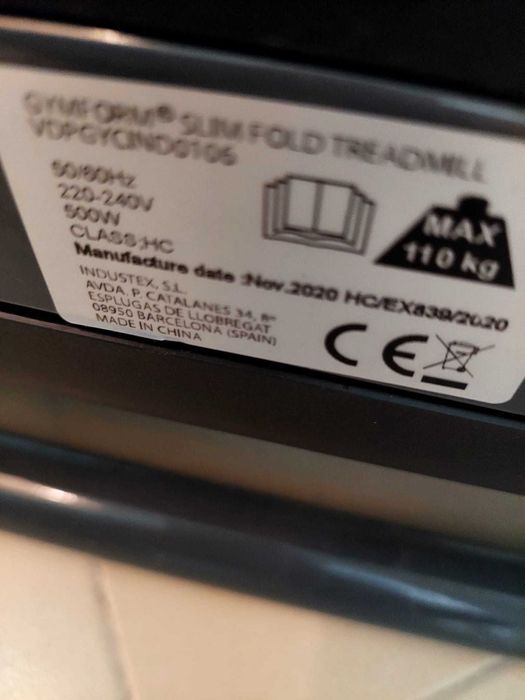 GYMFORM® SLIM FOLD TREADMILL
VDPGYCIND0106
50/60Hz
220-240V
500W
CLASS:HC
MAX
110 kg
Manufacture date :Nov.2020 HC/EX839/2020
INDUSTEX, S.L.
AVDA. P. CATALANES 34, 8º
ESPLUGAS DE LLOBREGAT
08950 BARCELONA (SPAIN)
MADE IN CHINA
CE